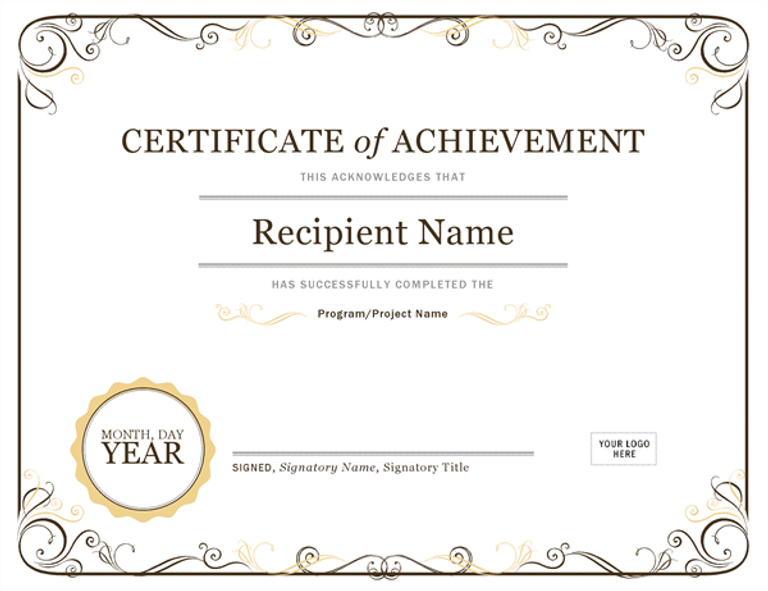 CERTIFICATE of ACHIEVEMENT
THIS ACKNOWLEDGES THAT
Recipient Name
HAS SUCCESSFULLY COMPLETED THE
Program/Project Name
MONTH, DAY
YEAR
SIGNED, Signatory Name, Signatory Title
YOUR LOGO
HERE